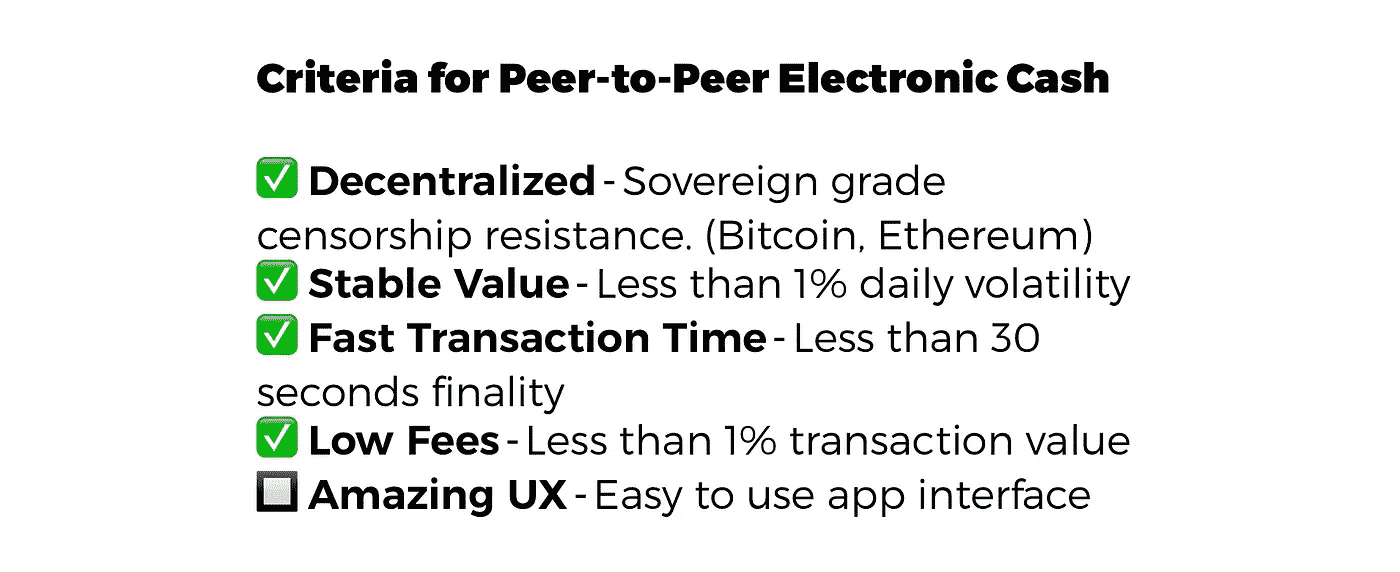 Criteria for Peer-to-Peer Electronic Cash
✅ Decentralized - Sovereign grade
censorship resistance. (Bitcoin, Ethereum)
✅ Stable Value - Less than 1% daily volatility
✅ Fast Transaction Time - Less than 30
seconds finality
✅ Low Fees - Less than 1% transaction value
🔲 Amazing UX - Easy to use app interface